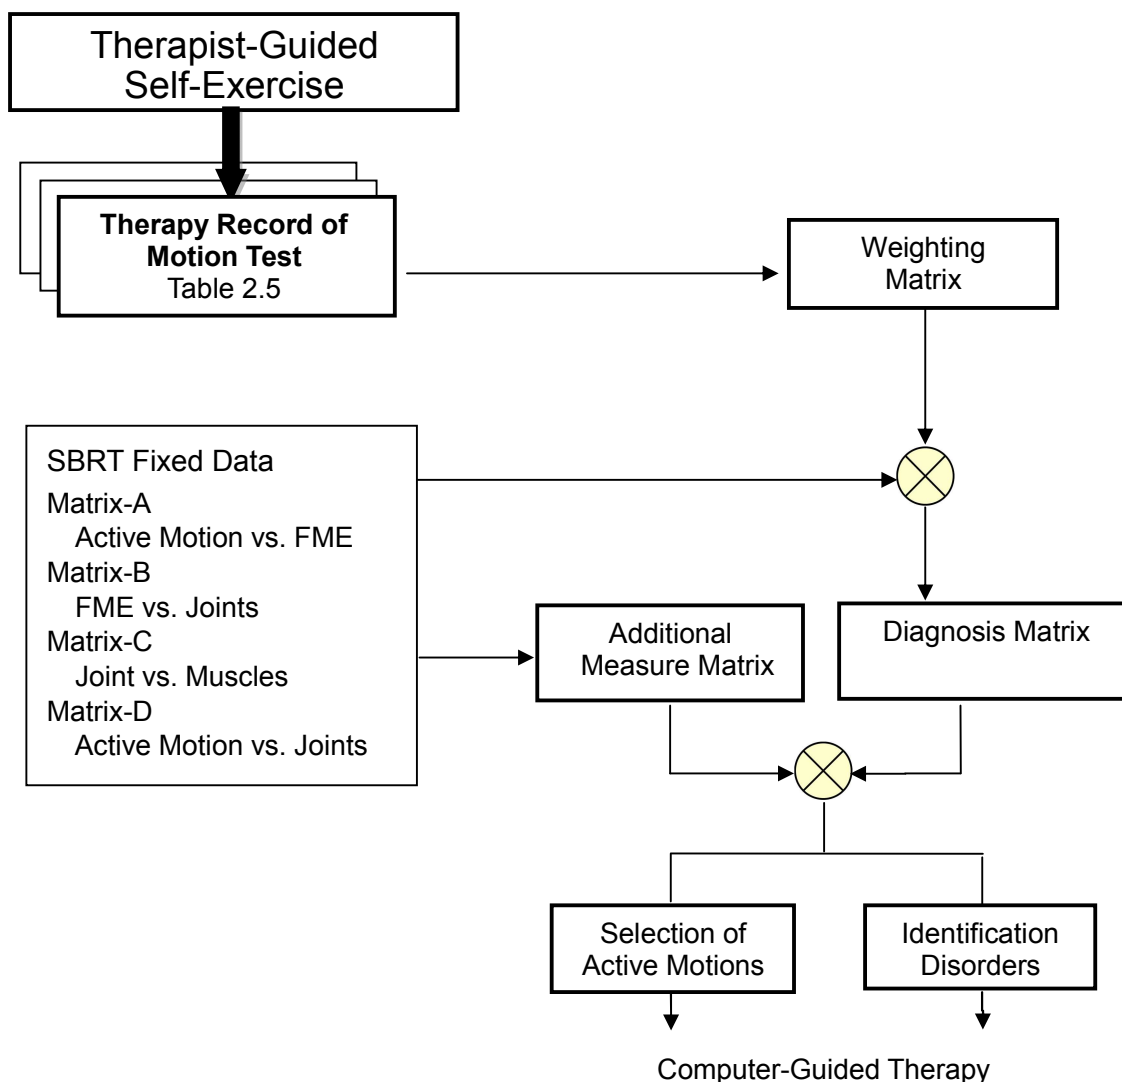 Therapist-Guided
Self-Exercise
Therapy Record of
Motion Test
Table 2.5
Weighting
Matrix
SBRT Fixed Data
Matrix-A
Active Motion vs. FME
Matrix-B
FME vs. Joints
Matrix-C
Joint vs. Muscles
Matrix-D
Active Motion vs. Joints
Additional
Measure Matrix
Diagnosis Matrix
Selection of
Active Motions
Identification
Disorders
Computer-Guided Therapy